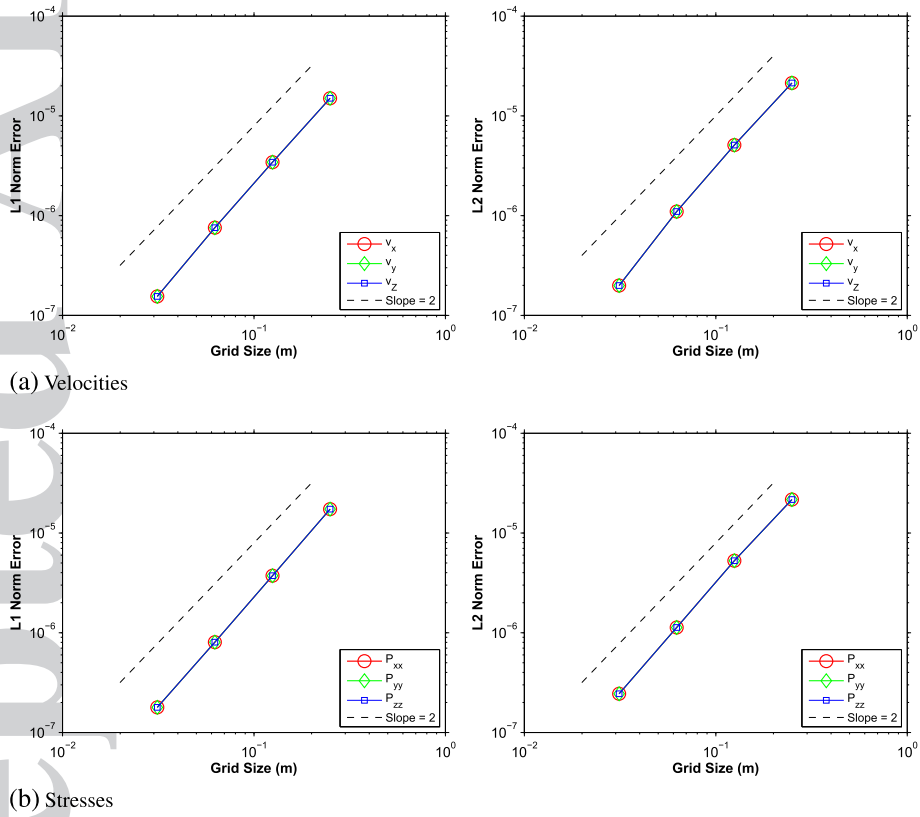 10^-4
10^-5
10^-6
10^-7
L1 Norm Error
v_x
v_y
v_Z
Slope = 2
10^-2
10^-1
10^0
Grid Size (m)
10^-4
10^-5
10^-6
10^-7
L2 Norm Error
v_x
v_y
v_Z
Slope = 2
10^-2
10^-1
10^0
Grid Size (m)
(a) Velocities
10^-4
10^-5
10^-6
10^-7
L1 Norm Error
P_xx
P_yy
P_zz
Slope = 2
10^-2
10^-1
10^0
Grid Size (m)
10^-4
10^-5
10^-6
10^-7
L2 Norm Error
P_xx
P_yy
P_zz
Slope = 2
10^-2
10^-1
10^0
Grid Size (m)
(b) Stresses